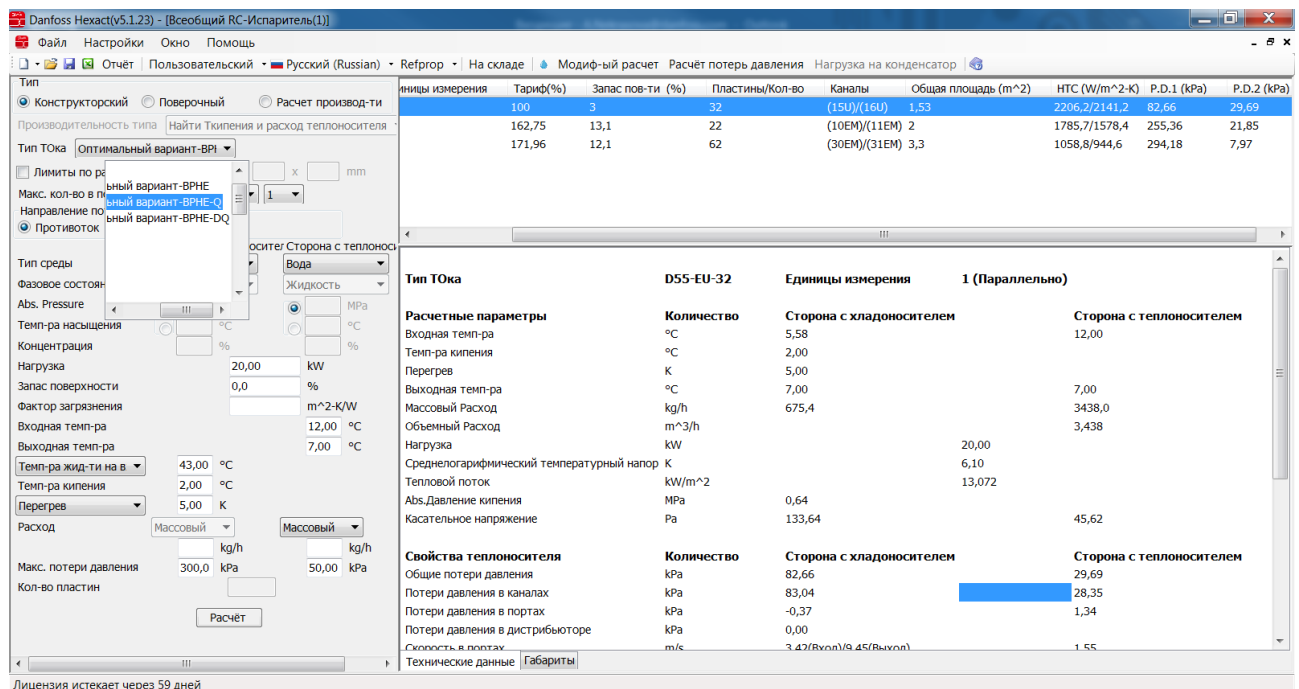 Danfoss Hexact(v5.1.23) - [Всеобщий RC-Испаритель(1)]
Файл Настройки Окно Помощь
Отчёт Пользовательский Русский (Russian) Refprop На складе Модиф-ый расчет Расчёт потерь давления Нагрузка на конденсатор
Тип
Конструкторский Поверочный Расчет производ-ти
Производительность типа Найти Tкипения и расход теплоносителя
Тип ТОка Оптимальный вариант-BPI
Лимиты по ра x mm
ьный вариант-BPHE
Макс. кол-во в п 1
ьный вариант-BPHE-Q
Направление по
ьный вариант-BPHE-DQ
Противоток
осител Сторона с теплоноси
Тип среды Вода
Фазовое состоян Жидкость
Abs. Pressure MPa
Темп-ра насыщения °C °C
Концентрация % %
Нагрузка 20,00 kW
Запас поверхности 0,0 %
Фактор загрязнения m^2-K/W
Входная темп-ра 12,00 °C
Выходная темп-ра 7,00 °C
Темп-ра жид-ти на в 43,00 °C
Темп-ра кипения 2,00 °C
Перегрев 5,00 K
Расход Массовый Массовый
kg/h kg/h
Макс. потери давления 300,0 kPa 50,00 kPa
Кол-во пластин
Расчёт
иницы измерения Тариф(%) Запас пов-ти (%) Пластины/Кол-во Каналы Общая площадь (m^2) HTC (W/m^2-K) P.D.1 (kPa) P.D.2 (kPa)
100 3 32 (15U)/(16U) 1,53 2206,2/2141,2 82,66 29,69
162,75 13,1 22 (10EM)/(11EM) 2 1785,7/1578,4 255,36 21,85
171,96 12,1 62 (30EM)/(31EM) 3,3 1058,8/944,6 294,18 7,97
Тип ТОка D55-EU-32 Единицы измерения 1 (Параллельно)
Расчетные параметры Количество Сторона с хладоносителем Сторона с теплоносителем
Входная темп-ра °C 5,58 12,00
Темп-ра кипения °C 2,00
Перегрев K 5,00
Выходная темп-ра °C 7,00 7,00
Массовый Расход kg/h 675,4 3438,0
Объемный Расход m^3/h 3,438
Нагрузка kW 20,00
Среднелогарифмический температурный напор K 6,10
Тепловой поток kW/m^2 13,072
Abs.Давление кипения MPa 0,64
Касательное напряжение Pa 133,64 45,62
Свойства теплоносителя Количество Сторона с хладоносителем Сторона с теплоносителем
Общие потери давления kPa 82,66 29,69
Потери давления в каналах kPa 83,04 28,35
Потери давления в портах kPa -0,37 1,34
Потери давления в дистрибьюторе kPa 0,00
Скорость в портах m/s 3,42(Вход)/9,45(Выход) 1,55
Технические данные Габариты
Лицензия истекает через 59 дней